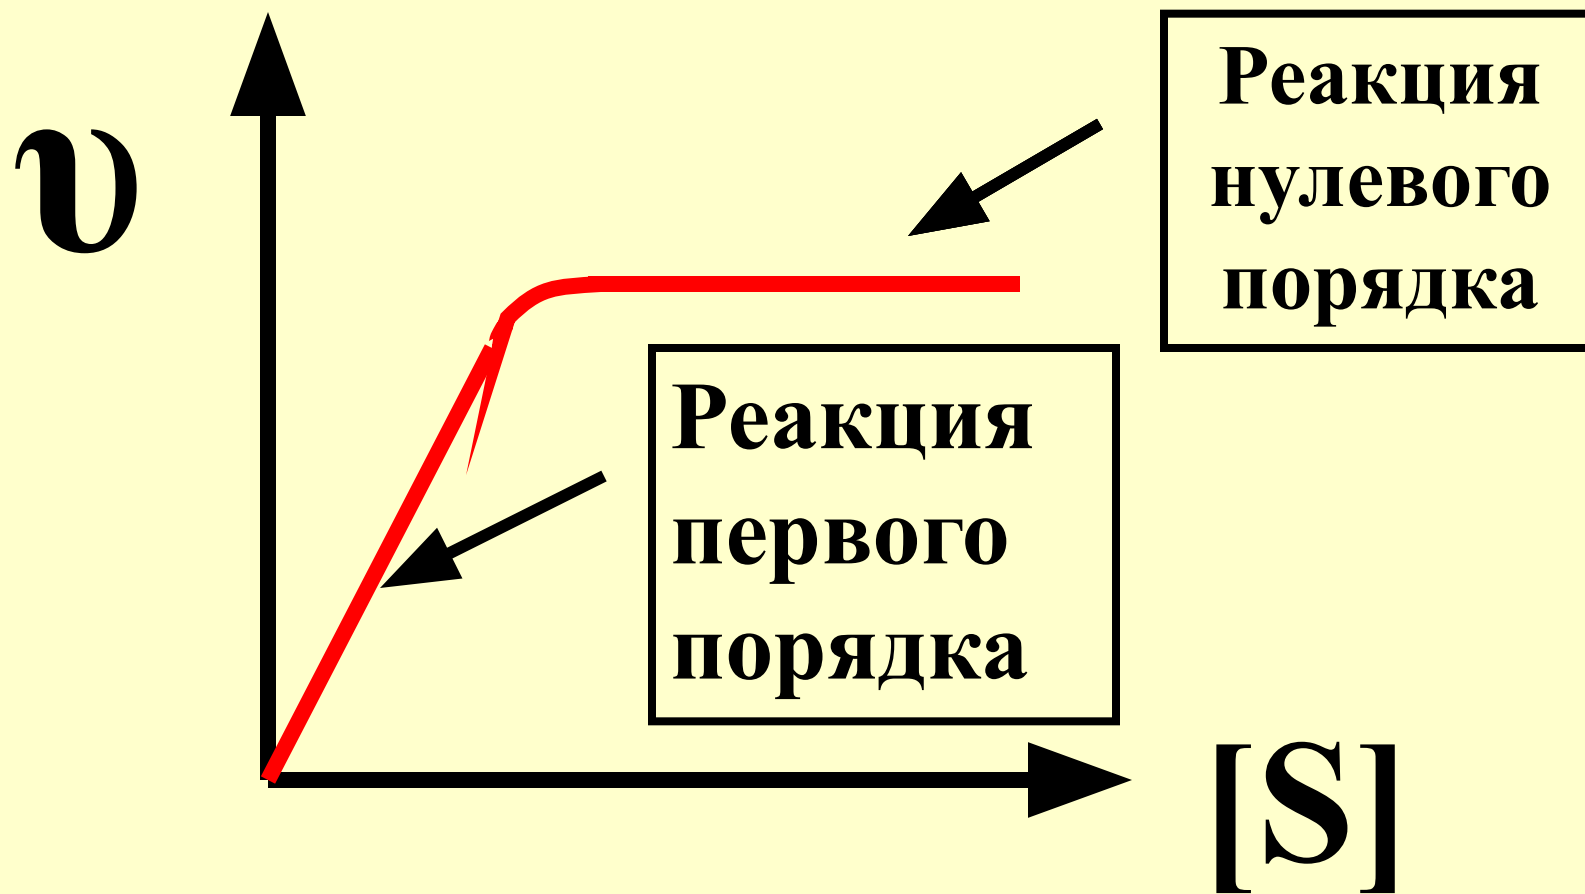 υ
Реакция
нулевого
порядка
Реакция
первого
порядка
[S]